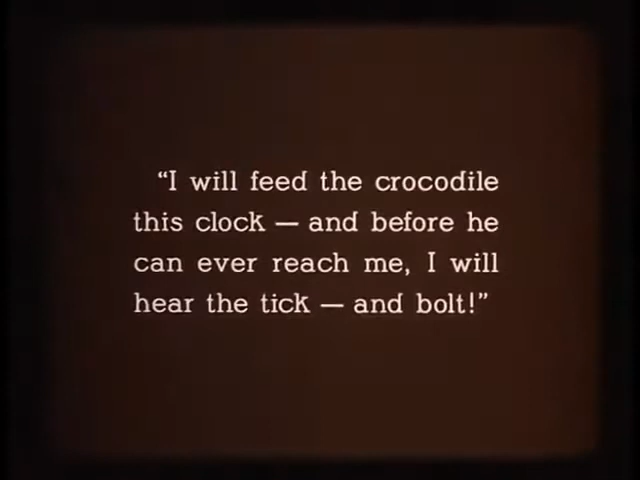 “I will feed the crocodile
this clock — and before he
can ever reach me, I will
hear the tick — and bolt!”